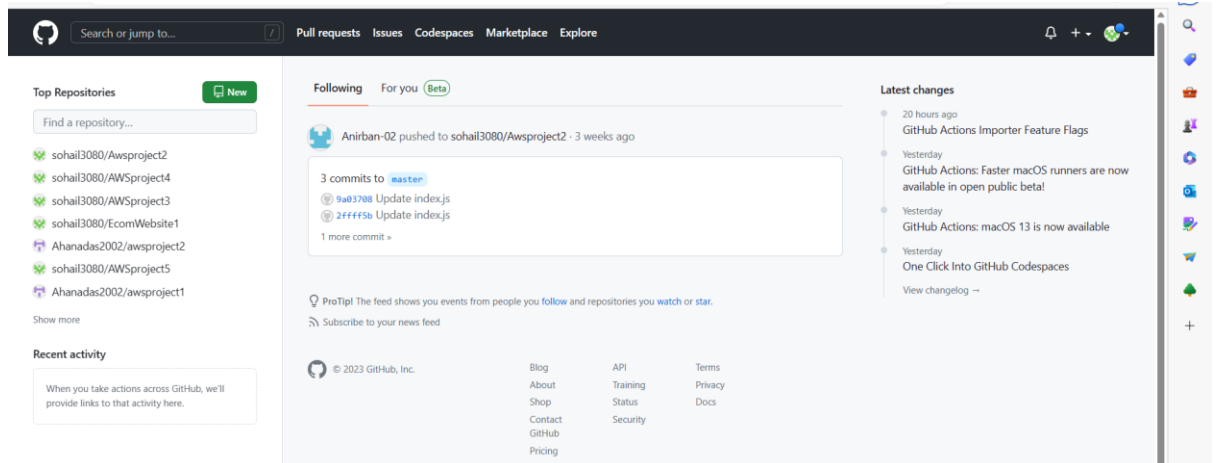 Search or jump to...
/
Pull requests Issues Codespaces Marketplace Explore
Top Repositories
New
Find a repository...
sohail3080/Awsproject2
sohail3080/AWSproject4
sohail3080/AWSproject3
sohail3080/EcomWebsite1
Ahanadas2002/awsproject2
sohail3080/AWSproject5
Ahanadas2002/awsproject1
Show more
Recent activity
When you take actions across GitHub, we'll
provide links to that activity here.
Following For you Beta
Anirban-02 pushed to sohail3080/Awsproject2 · 3 weeks ago
3 commits to master
9a03708 Update index.js
2ffff5b Update index.js
1 more commit »
ProTip! The feed shows you events from people you follow and repositories you watch or star.
Subscribe to your news feed
© 2023 GitHub, Inc.
Blog
About
Shop
Contact
GitHub
Pricing
API
Training
Status
Security
Terms
Privacy
Docs
Latest changes
20 hours ago
GitHub Actions Importer Feature Flags
Yesterday
GitHub Actions: Faster macOS runners are now
available in open public beta!
Yesterday
GitHub Actions: macOS 13 is now available
Yesterday
One Click Into GitHub Codespaces
View changelog →